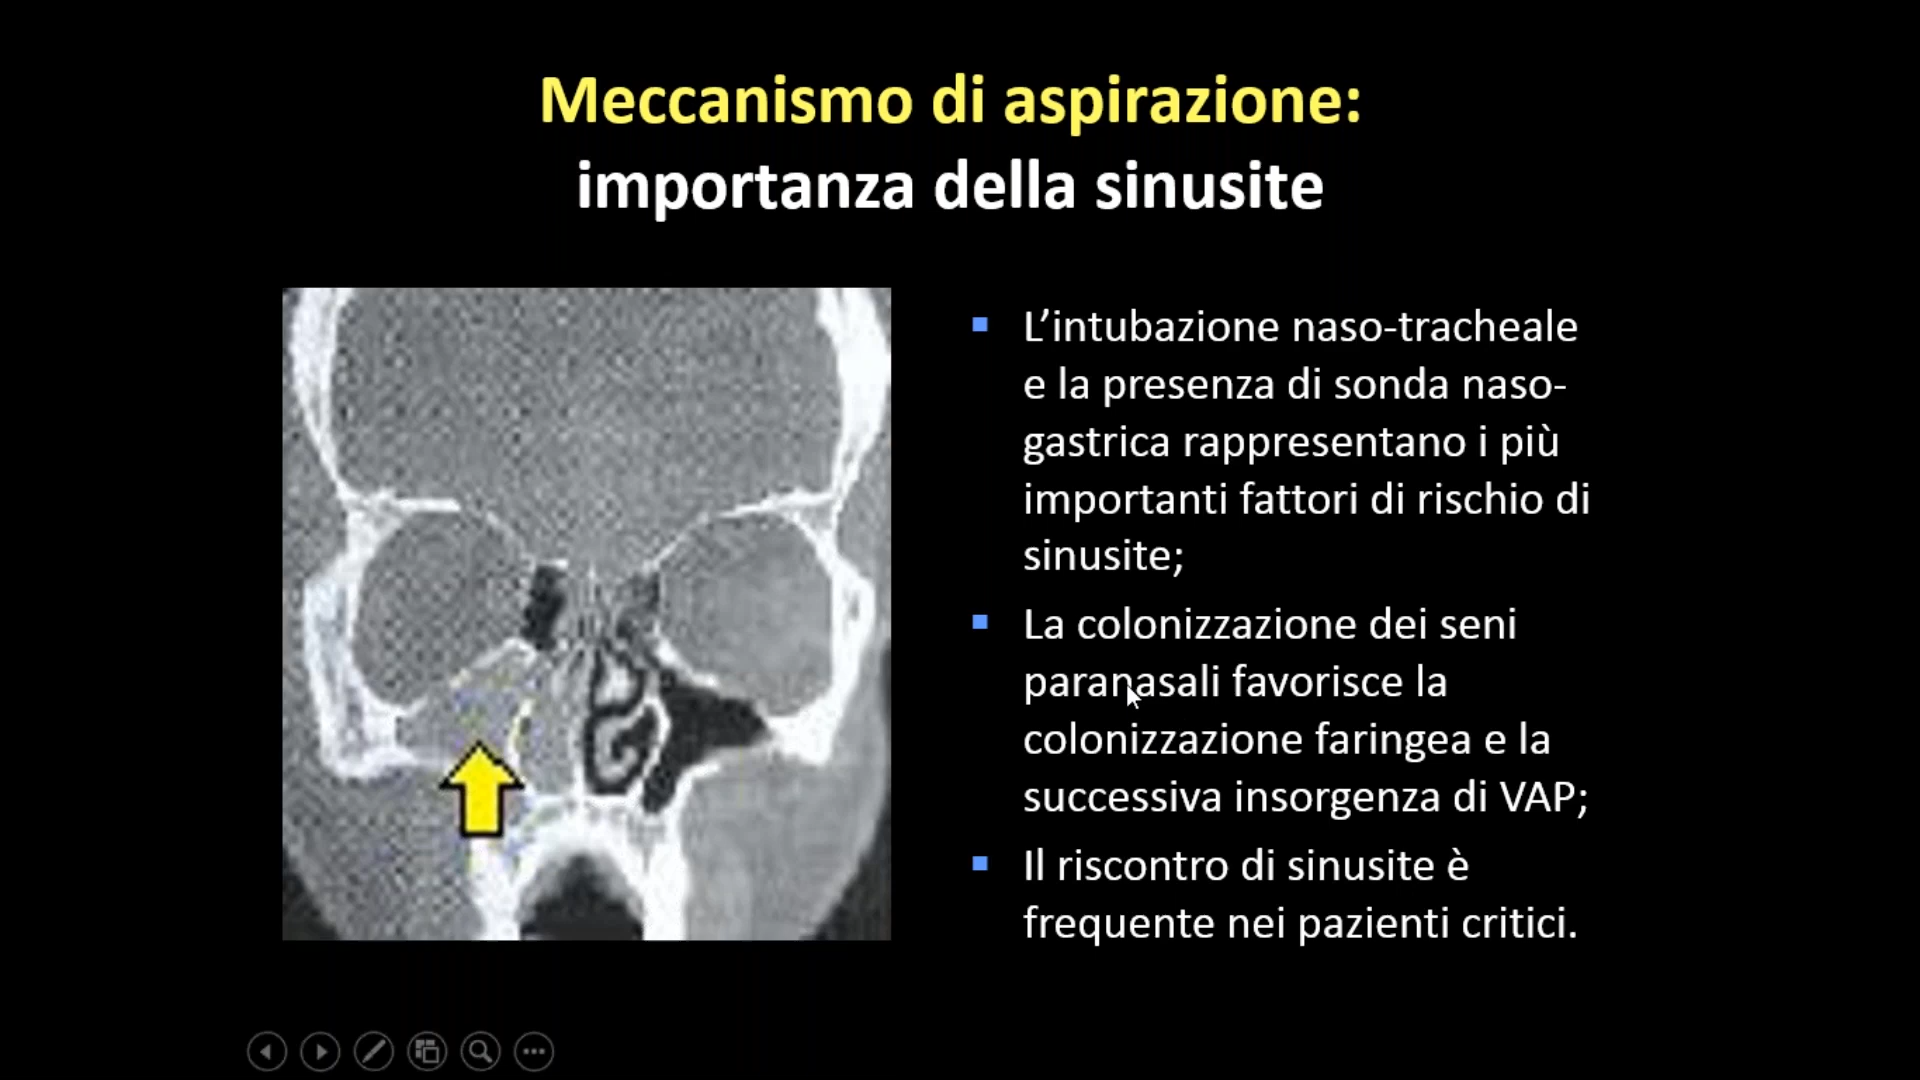 Meccanismo di aspirazione:
importanza della sinusite
L’intubazione naso-tracheale
e la presenza di sonda naso-
gastrica rappresentano i più
importanti fattori di rischio di
sinusite;
La colonizzazione dei seni
paranasali favorisce la
colonizzazione faringea e la
successiva insorgenza di VAP;
Il riscontro di sinusite è
frequente nei pazienti critici.